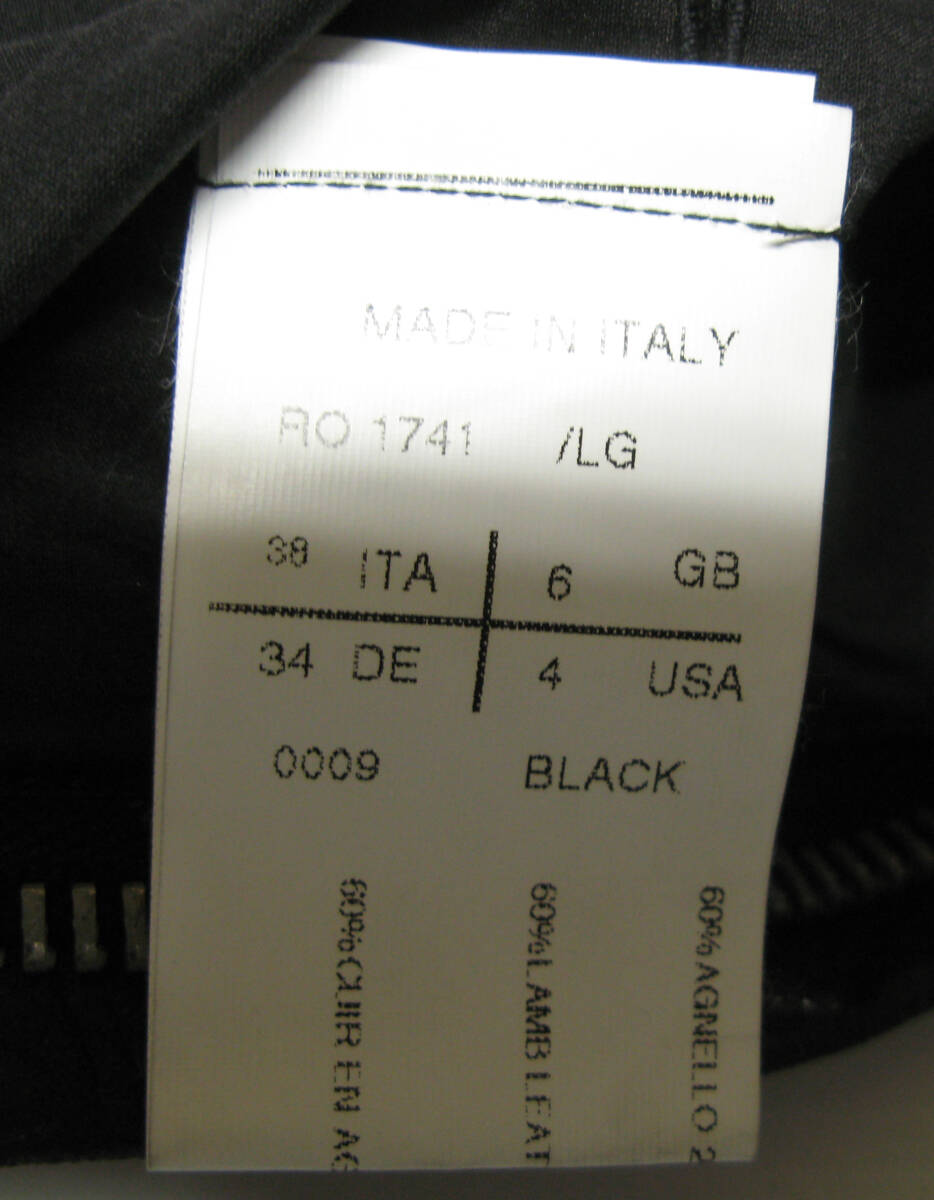 MADE IN ITALY
RO 1741 /LG
38 ITA 6 GB
34 DE 4 USA
0009 BLACK
60% AGNELLO 2
60% LAMB LEAT
60% CUIR EN AG